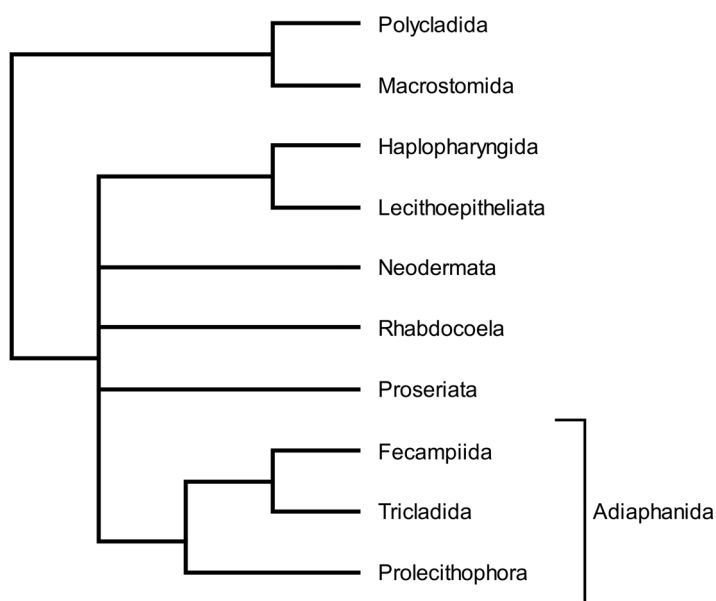 Polycladida
Macrostomida
Haplopharyngida
Lecithoepitheliata
Neodermata
Rhabdocoela
Proseriata
Fecampiida
Tricladida
Adiaphanida
Prolecithophora